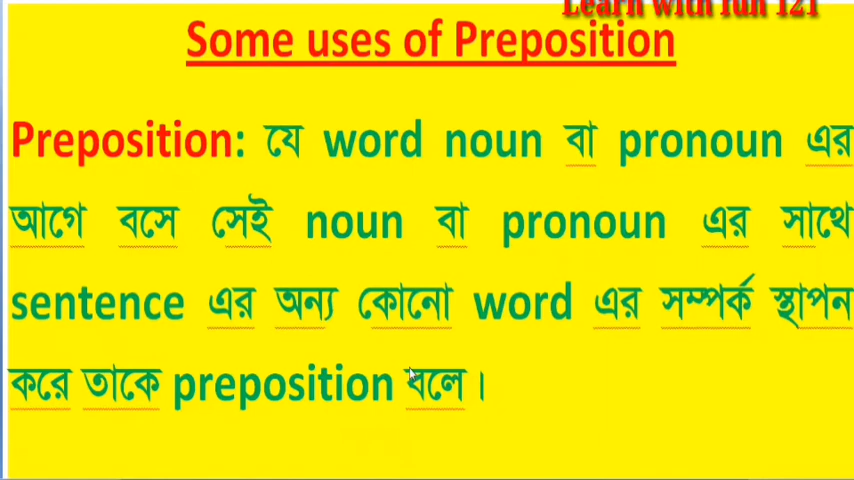 Learn with fun 121
Some uses of Preposition
Preposition: যে word noun বা pronoun এর
আগে বসে সেই noun বা pronoun এর সাথে
sentence এর অন্য কোনো word এর সম্পর্ক স্থাপন
করে তাকে preposition বলে।